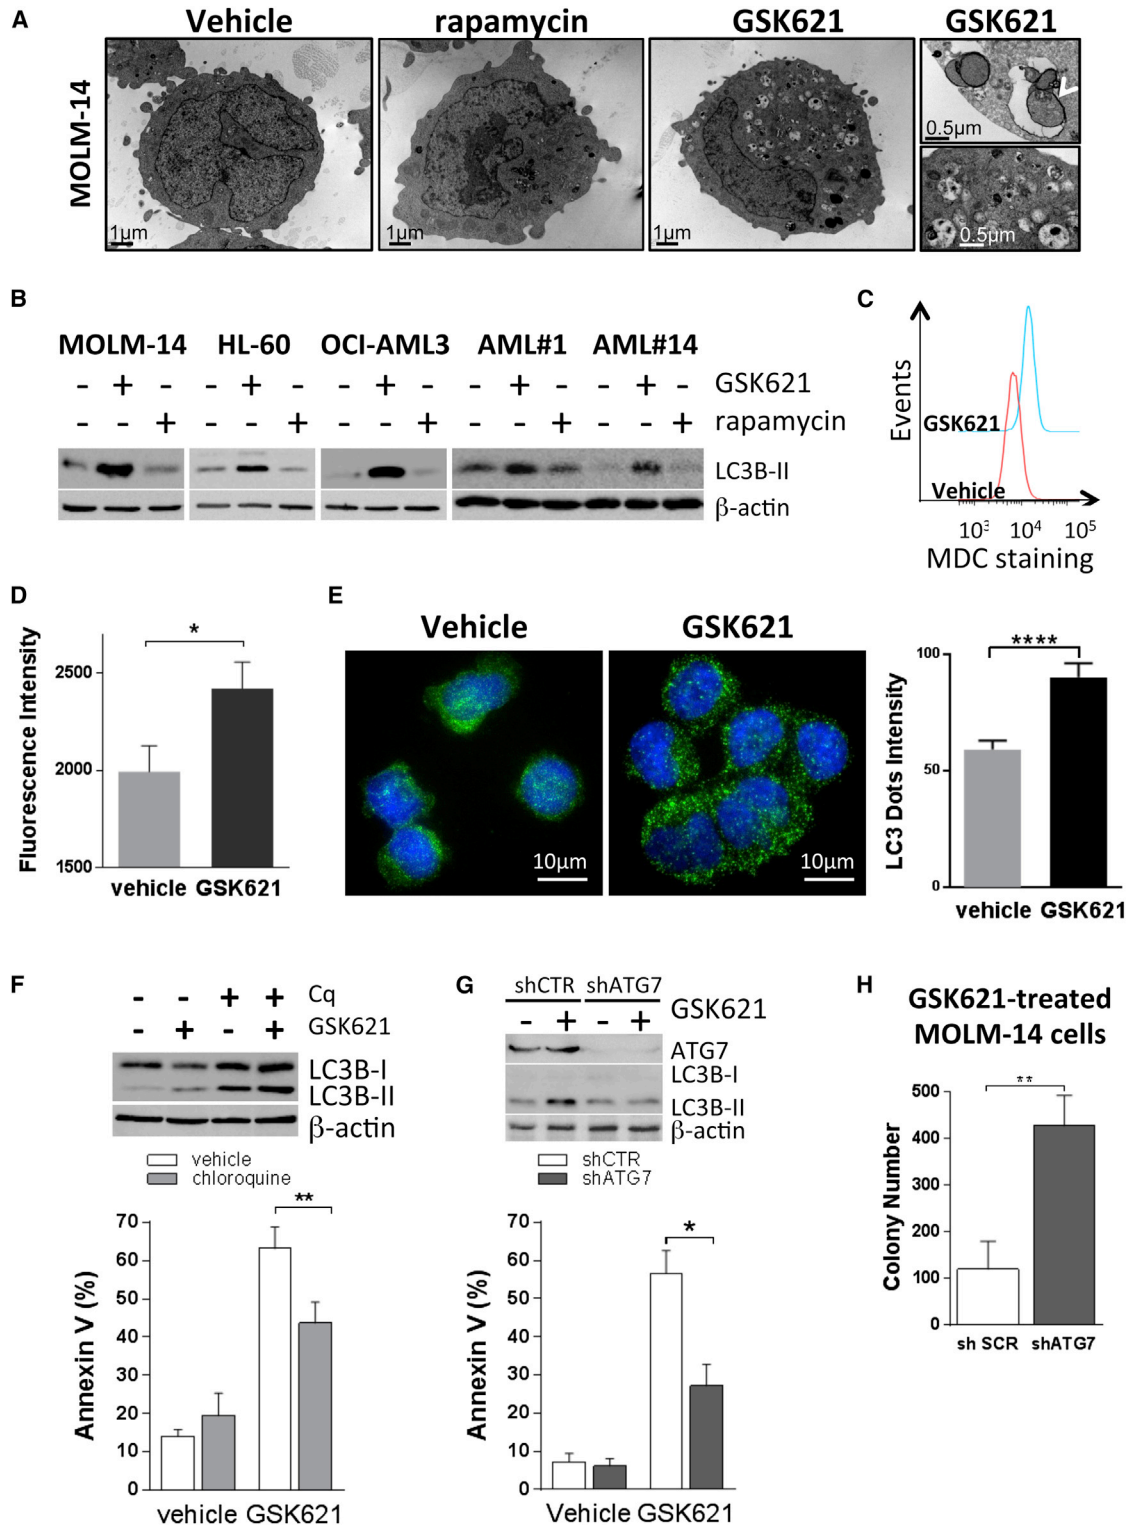 A
Vehicle
rapamycin
GSK621
GSK621
MOLM-14
1µm
1µm
1µm
0.5µm
0.5µm
B
MOLM-14 HL-60 OCI-AML3 AML#1 AML#14
- + - - + - - + - - + - - + - GSK621
- - + - - + - - + - - + - - + rapamycin
LC3B-II
β-actin
C
Events
GSK621
Vehicle
10³ 10⁴ 10⁵
MDC staining
D
Fluorescence Intensity
2500
2000
1500
*
vehicle GSK621
E
Vehicle
GSK621
10µm
10µm
LC3 Dots Intensity
100
50
0
****
vehicle GSK621
F
- - + + Cq
- + - + GSK621
LC3B-I
LC3B-II
β-actin
vehicle
chloroquine
Annexin V (%)
70
60
50
40
30
20
10
0
**
vehicle GSK621
G
shCTR shATG7
- + - + GSK621
ATG7
LC3B-I
LC3B-II
β-actin
shCTR
shATG7
Annexin V (%)
70
60
50
40
30
20
10
0
*
Vehicle GSK621
H
GSK621-treated
MOLM-14 cells
Colony Number
500
400
300
200
100
0
**
sh SCR shATG7